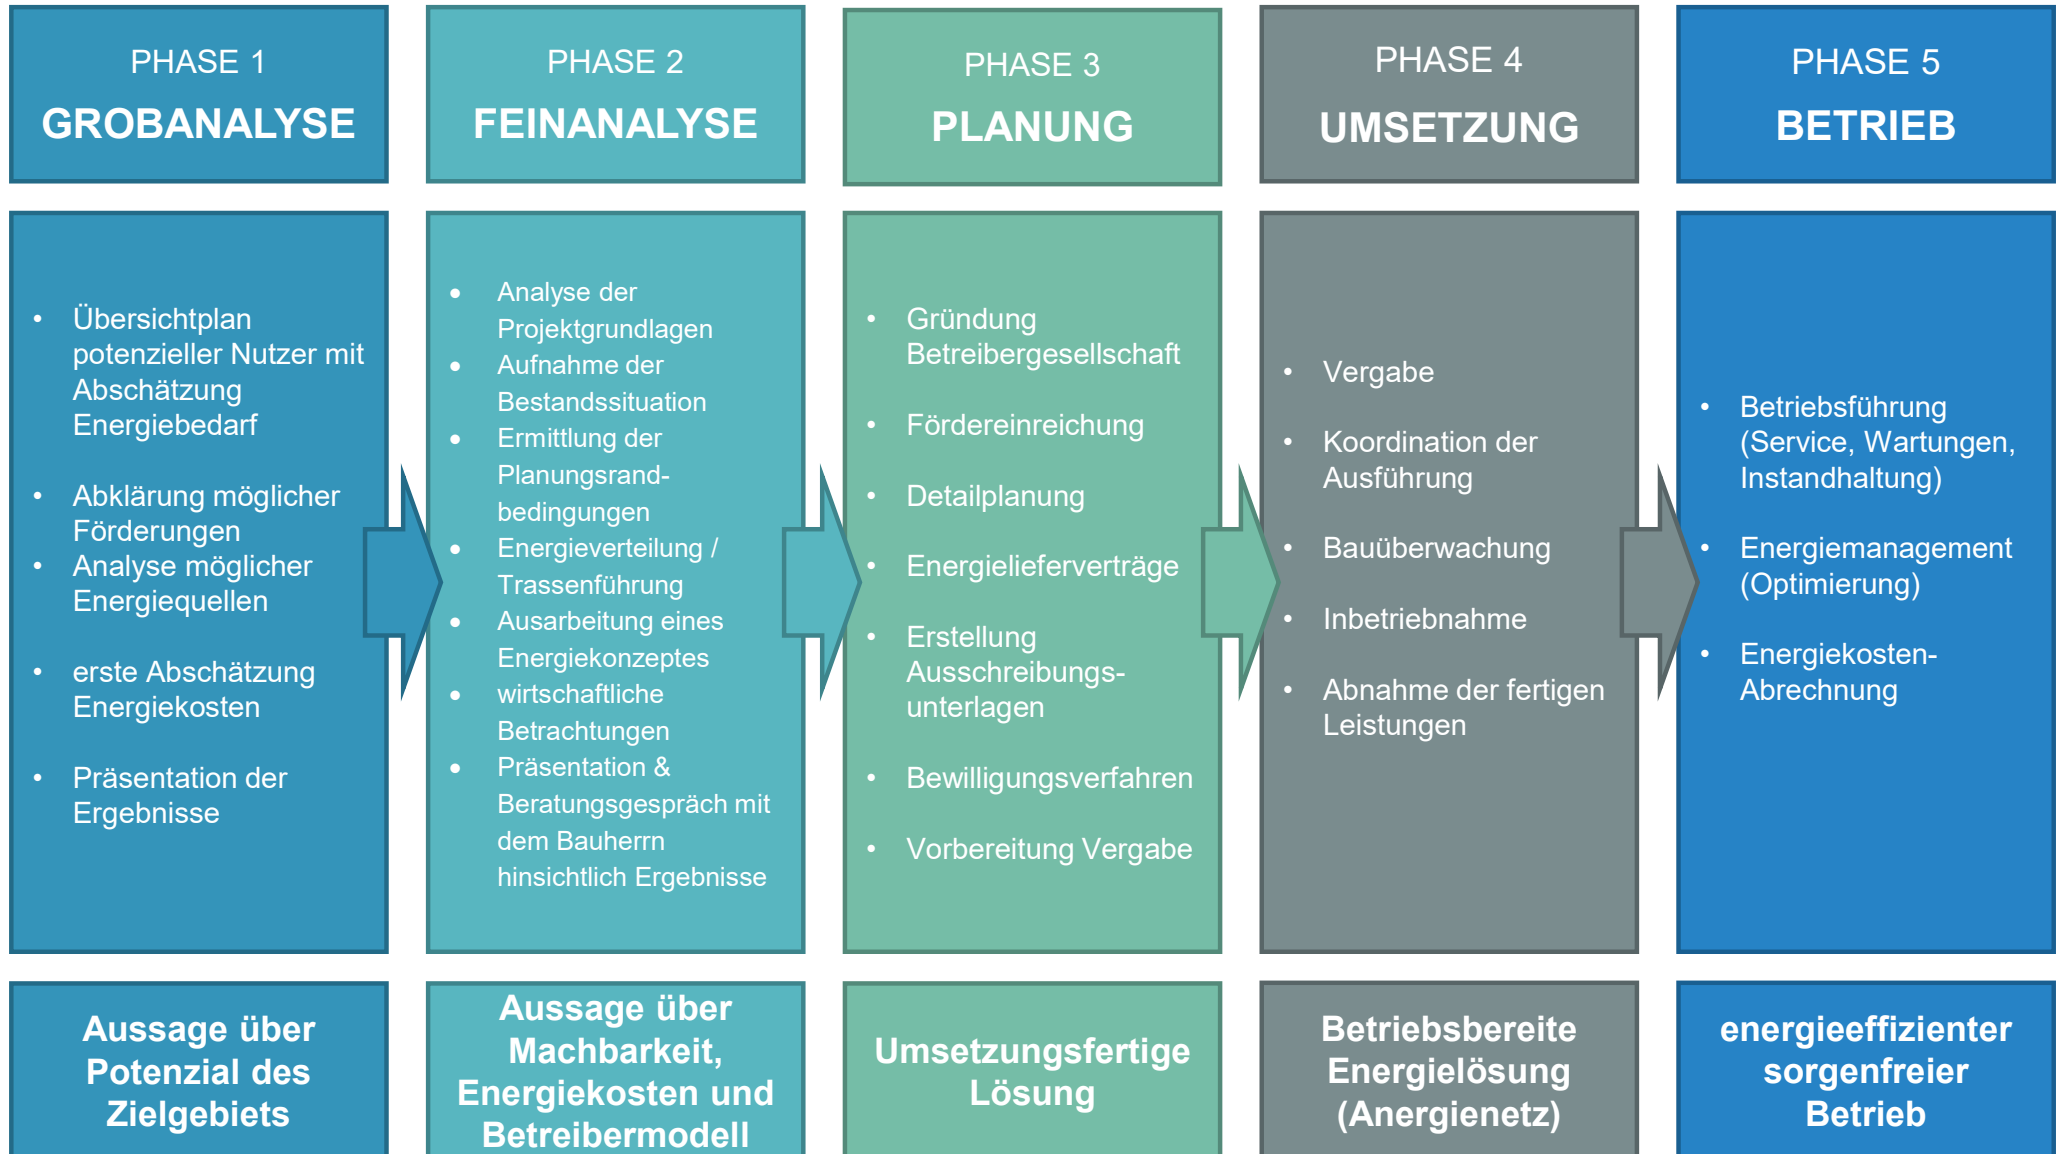 PHASE 1
GROBANALYSE
• Übersichtplan
potenzieller Nutzer mit
Abschätzung
Energiebedarf
• Abklärung möglicher
Förderungen
• Analyse möglicher
Energiequellen
• erste Abschätzung
Energiekosten
• Präsentation der
Ergebnisse
Aussage über
Potenzial des
Zielgebiets
PHASE 2
FEINANALYSE
• Analyse der
Projektgrundlagen
• Aufnahme der
Bestandssituation
• Ermittlung der
Planungsrand-
bedingungen
• Energieverteilung /
Trassenführung
• Ausarbeitung eines
Energiekonzeptes
• wirtschaftliche
Betrachtungen
• Präsentation &
Beratungsgespräch mit
dem Bauherrn
hinsichtlich Ergebnisse
Aussage über
Machbarkeit,
Energiekosten und
Betreibermodell
PHASE 3
PLANUNG
• Gründung
Betreibergesellschaft
• Fördereinreichung
• Detailplanung
• Energielieferverträge
• Erstellung
Ausschreibungs-
unterlagen
• Bewilligungsverfahren
• Vorbereitung Vergabe
Umsetzungsfertige
Lösung
PHASE 4
UMSETZUNG
• Vergabe
• Koordination der
Ausführung
• Bauüberwachung
• Inbetriebnahme
• Abnahme der fertigen
Leistungen
Betriebsbereite
Energielösung
(Anergienetz)
PHASE 5
BETRIEB
• Betriebsführung
(Service, Wartungen,
Instandhaltung)
• Energiemanagement
(Optimierung)
• Energiekosten-
Abrechnung
energieeffizienter
sorgenfreier
Betrieb